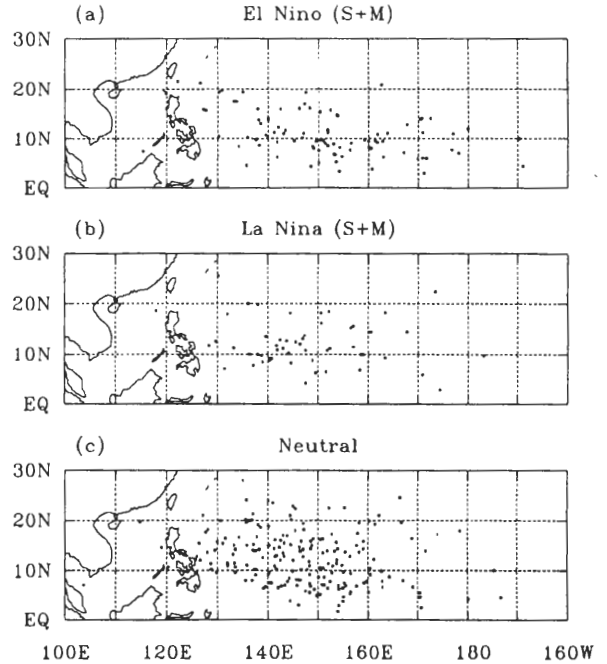 (a) El Nino (S+M)
30N
20N
10N
EQ
(b) La Nina (S+M)
30N
20N
10N
EQ
(c) Neutral
30N
20N
10N
EQ
100E 120E 140E 160E 180 160W